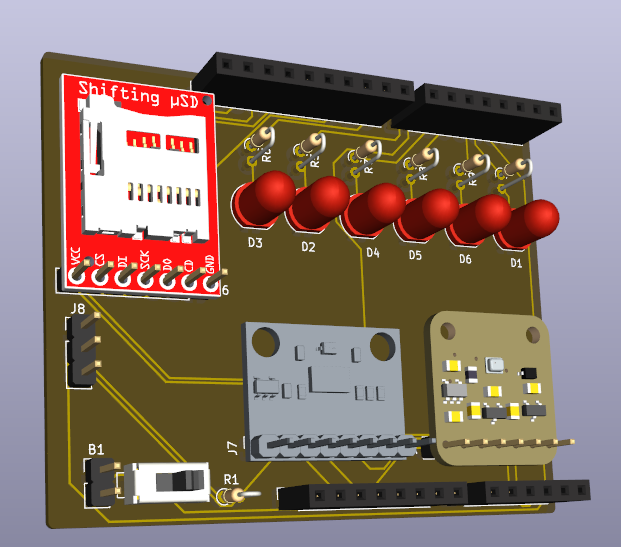 Shifting µSD
D3
D2
D4
D5
D6
D1
VCC
CS
DI
SCK
DO
CD
GND
6
J8
J7
B1
R1